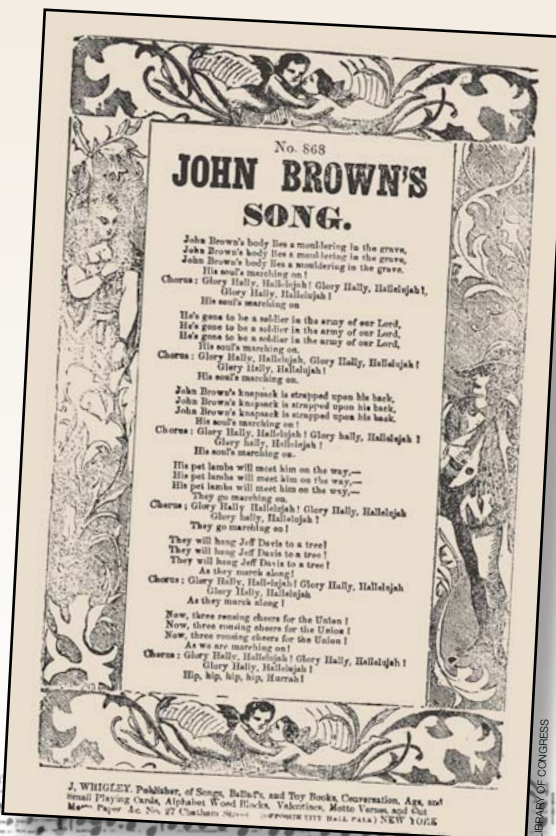 No. 868
JOHN BROWN'S
SONG.
John Brown's body lies a mouldering in the grave,
John Brown's body lies a mouldering in the grave,
John Brown's body lies a mouldering in the grave.
His soul's marching on!
Chorus: Glory Hally, Hallelujah! Glory Hally, Hallelujah!,
Glory Hally, Hallelujah!
His soul's marching on
He's gone to be a soldier in the army of our Lord,
He's gone to be a soldier in the army of our Lord,
He's gone to be a soldier in the army of our Lord,
His soul's marching on.
Chorus: Glory Hally, Hallelujah, Glory Hally, Hallelujah!
Glory Hally, Hallelujah!
His soul's marching on.
John Brown's knapsack is strapped upon his back,
John Brown's knapsack is strapped upon his back,
John Brown's knapsack is strapped upon his back.
His soul's marching on!
Chorus: Glory Hally, Hallelujah! Glory hally, Hallelujah!
Glory hally, Hallelujah!
His soul's marching on.
His pet lambs will meet him on the way,—
His pet lambs will meet him on the way,—
His pet lambs will meet him on the way,—
They go marching on.
Chorus: Glory Hally Hallelujah! Glory Hally, Hallelujah
Glory hally, Hallelujah!
They go marching on!
They will hang Jeff Davis to a tree!
They will hang Jeff Davis to a tree!
They will hang Jeff Davis to a tree!
As they march along!
Chorus: Glory Hally, Hallelujah! Glory Hally, Hallelujah
Glory Hally, Hallelujah
As they march along!
Now, three rousing cheers for the Union!
Now, three rousing cheers for the Union!
Now, three rousing cheers for the Union!
As we are marching on!
Chorus: Glory Hally, Hallelujah! Glory Hally, Hallelujah!
Glory Hally, Hallelujah!
Hip, hip, hip, hip, Hurrah!
J, WRIGLEY. Publisher, of Songs, Ballads, and Toy Books, Conversation, Age, and
Small Playing Cards, Alphabet Wood Blocks, Valentines, Motto Verses, and Cut
Paper &c. No. 27 Chatham Street (OPPOSITE CITY HALL PARK) NEW YORK
LIBRARY OF CONGRESS